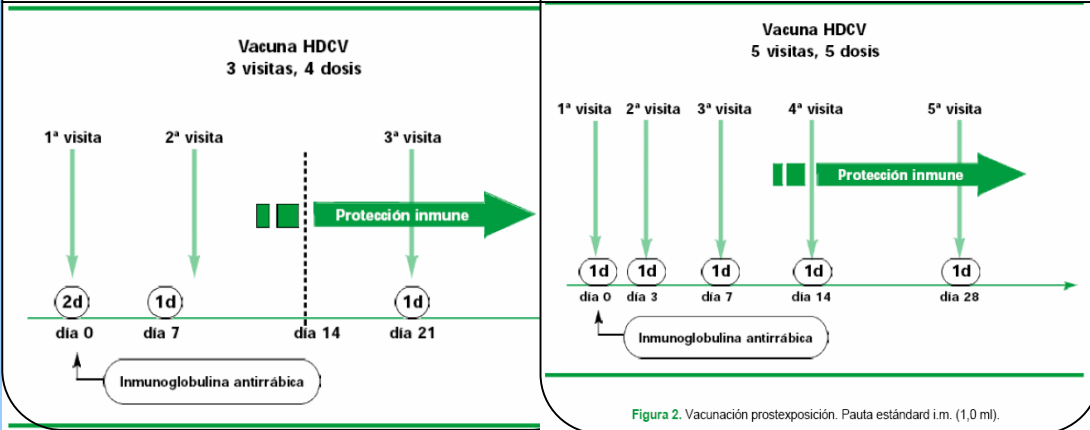 Vacuna HDCV
3 visitas, 4 dosis
1ª visita
2ª visita
3ª visita
Protección inmune
2d
1d
1d
día 0
día 7
día 14
día 21
Inmunoglobulina antirrábica
Vacuna HDCV
5 visitas, 5 dosis
1ª visita
2ª visita
3ª visita
4ª visita
5ª visita
Protección inmune
1d
1d
1d
1d
1d
día 0
día 3
día 7
día 14
día 28
Inmunoglobulina antirrábica
Figura 2. Vacunación prostexposición. Pauta estándard i.m. (1,0 ml).